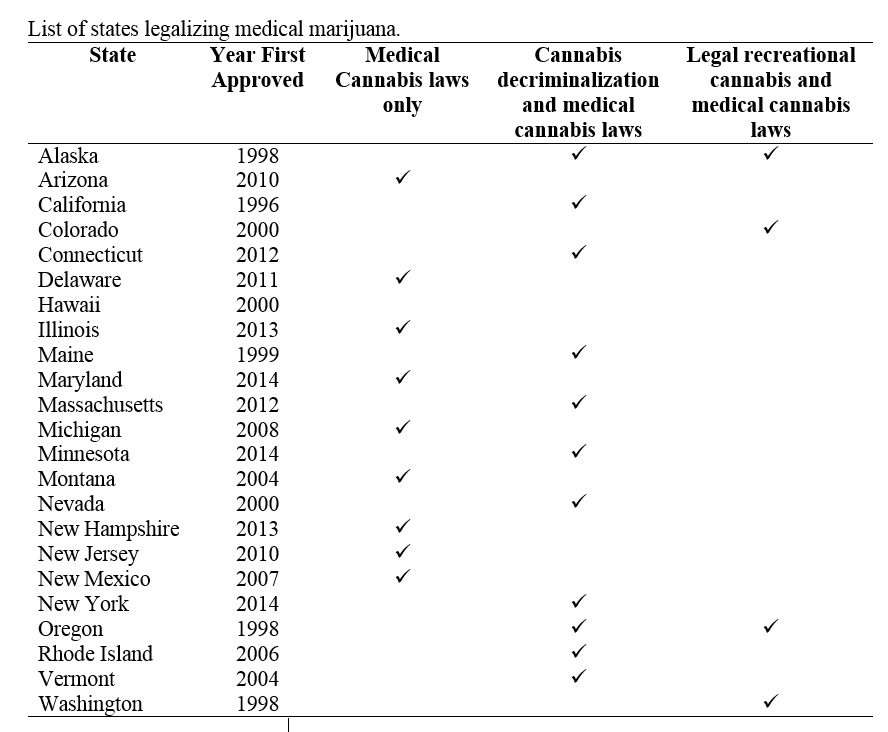 List of states legalizing medical marijuana.
State Year First Medical Cannabis Legal recreational
Approved Cannabis laws decriminalization cannabis and
only and medical medical cannabis
cannabis laws laws
Alaska 1998 ✓ ✓
Arizona 2010 ✓
California 1996 ✓
Colorado 2000 ✓
Connecticut 2012 ✓
Delaware 2011 ✓
Hawaii 2000
Illinois 2013 ✓
Maine 1999 ✓
Maryland 2014 ✓
Massachusetts 2012 ✓
Michigan 2008 ✓
Minnesota 2014 ✓
Montana 2004 ✓
Nevada 2000 ✓
New Hampshire 2013 ✓
New Jersey 2010 ✓
New Mexico 2007 ✓
New York 2014 ✓
Oregon 1998 ✓ ✓
Rhode Island 2006 ✓
Vermont 2004 ✓
Washington 1998 ✓